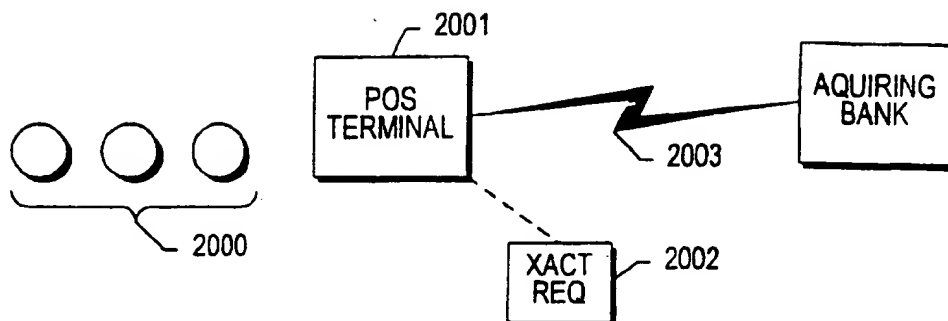 2001
POS
TERMINAL
AQUIRING
BANK
2003
2000
XACT
REQ
2002